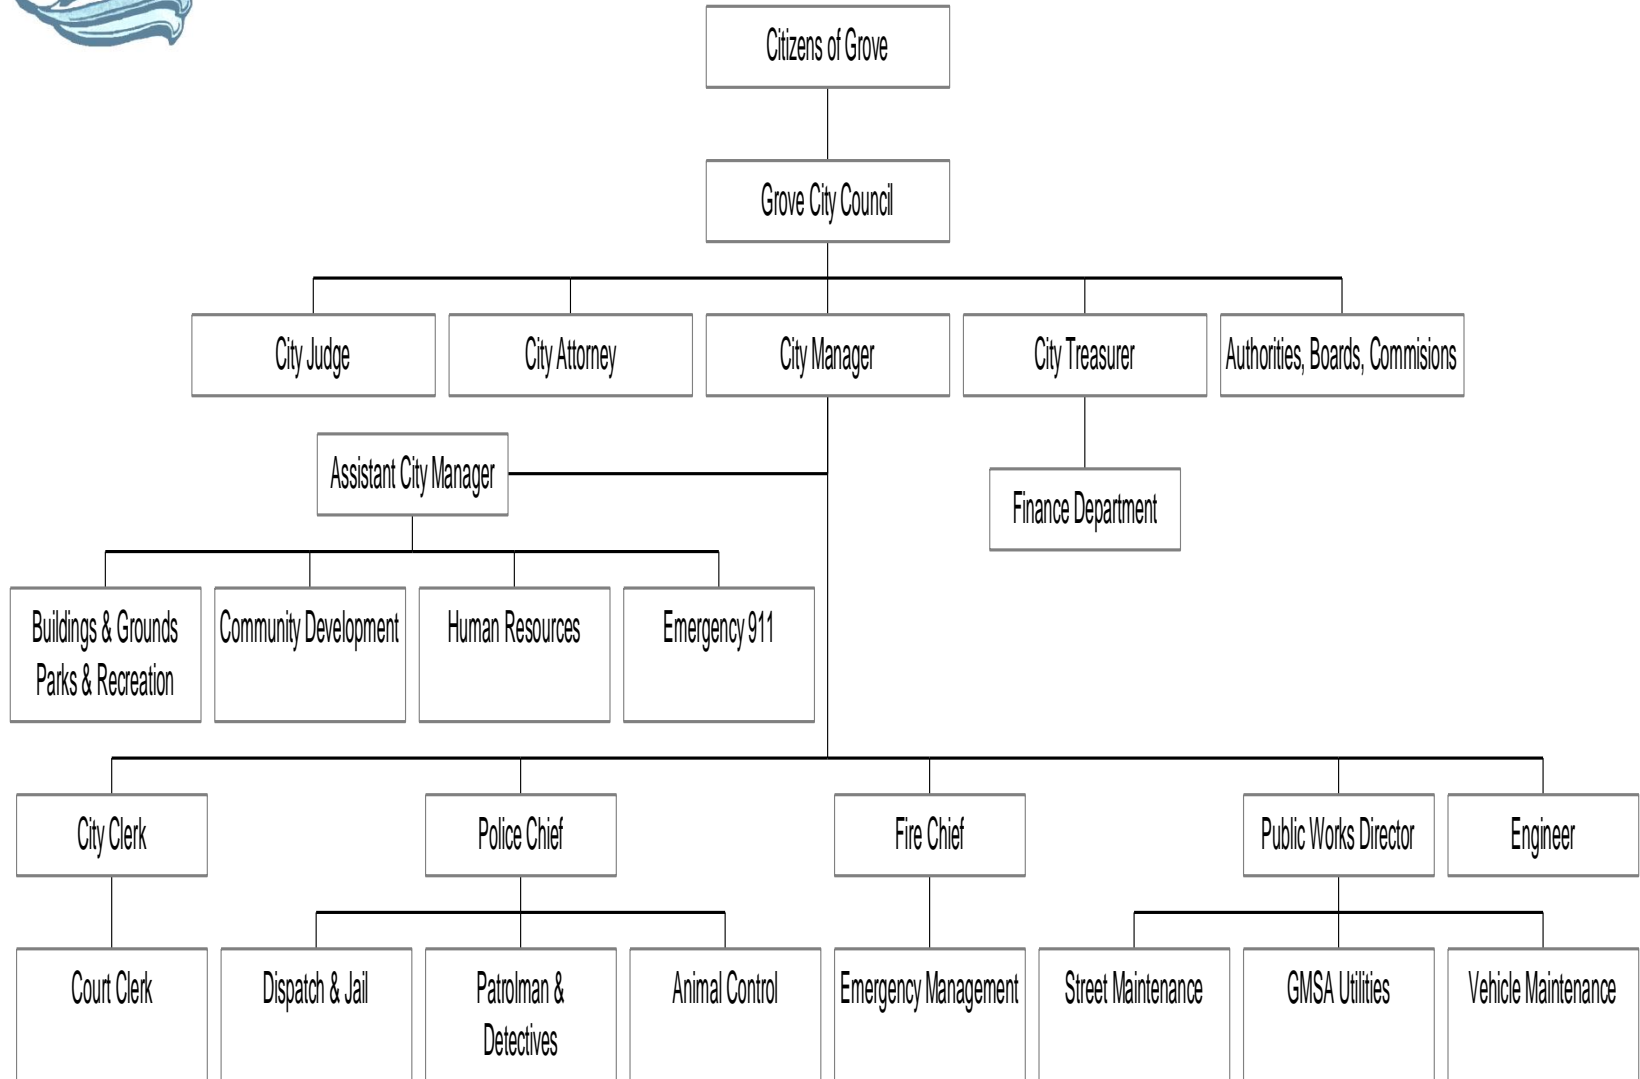 Citizens of Grove
Grove City Council
City Judge
City Attorney
City Manager
City Treasurer
Authorities, Boards, Commisions
Assistant City Manager
Finance Department
Buildings & Grounds
Parks & Recreation
Community Development
Human Resources
Emergency 911
City Clerk
Police Chief
Fire Chief
Public Works Director
Engineer
Court Clerk
Dispatch & Jail
Patrolman &
Detectives
Animal Control
Emergency Management
Street Maintenance
GMSA Utilities
Vehicle Maintenance